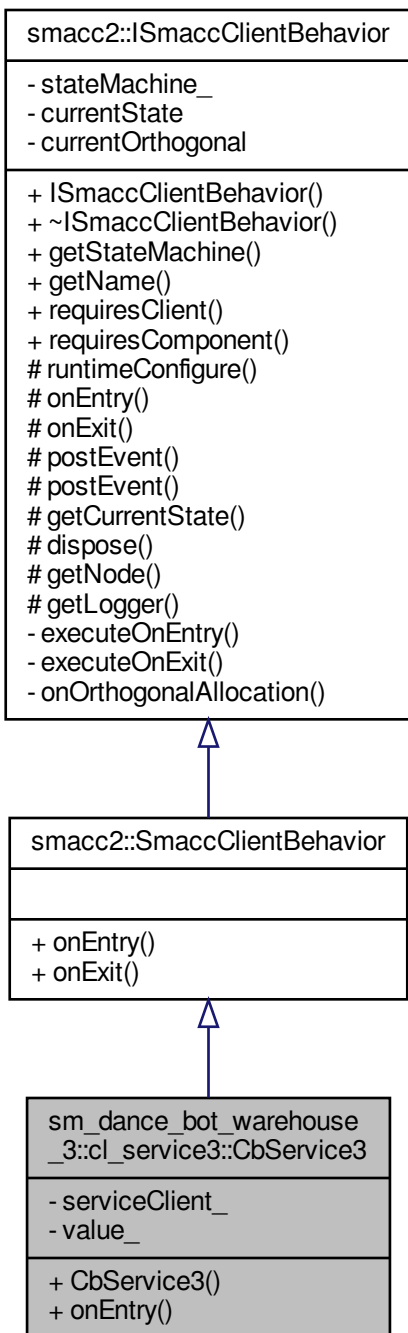 smacc2::ISmaccClientBehavior
- stateMachine_
- currentState
- currentOrthogonal
+ ISmaccClientBehavior()
+ ~ISmaccClientBehavior()
+ getStateMachine()
+ getName()
+ requiresClient()
+ requiresComponent()
# runtimeConfigure()
# onEntry()
# onExit()
# postEvent()
# postEvent()
# getCurrentState()
# dispose()
# getNode()
# getLogger()
- executeOnEntry()
- executeOnExit()
- onOrthogonalAllocation()
smacc2::SmaccClientBehavior
+ onEntry()
+ onExit()
sm_dance_bot_warehouse
_3::cl_service3::CbService3
- serviceClient_
- value_
+ CbService3()
+ onEntry()